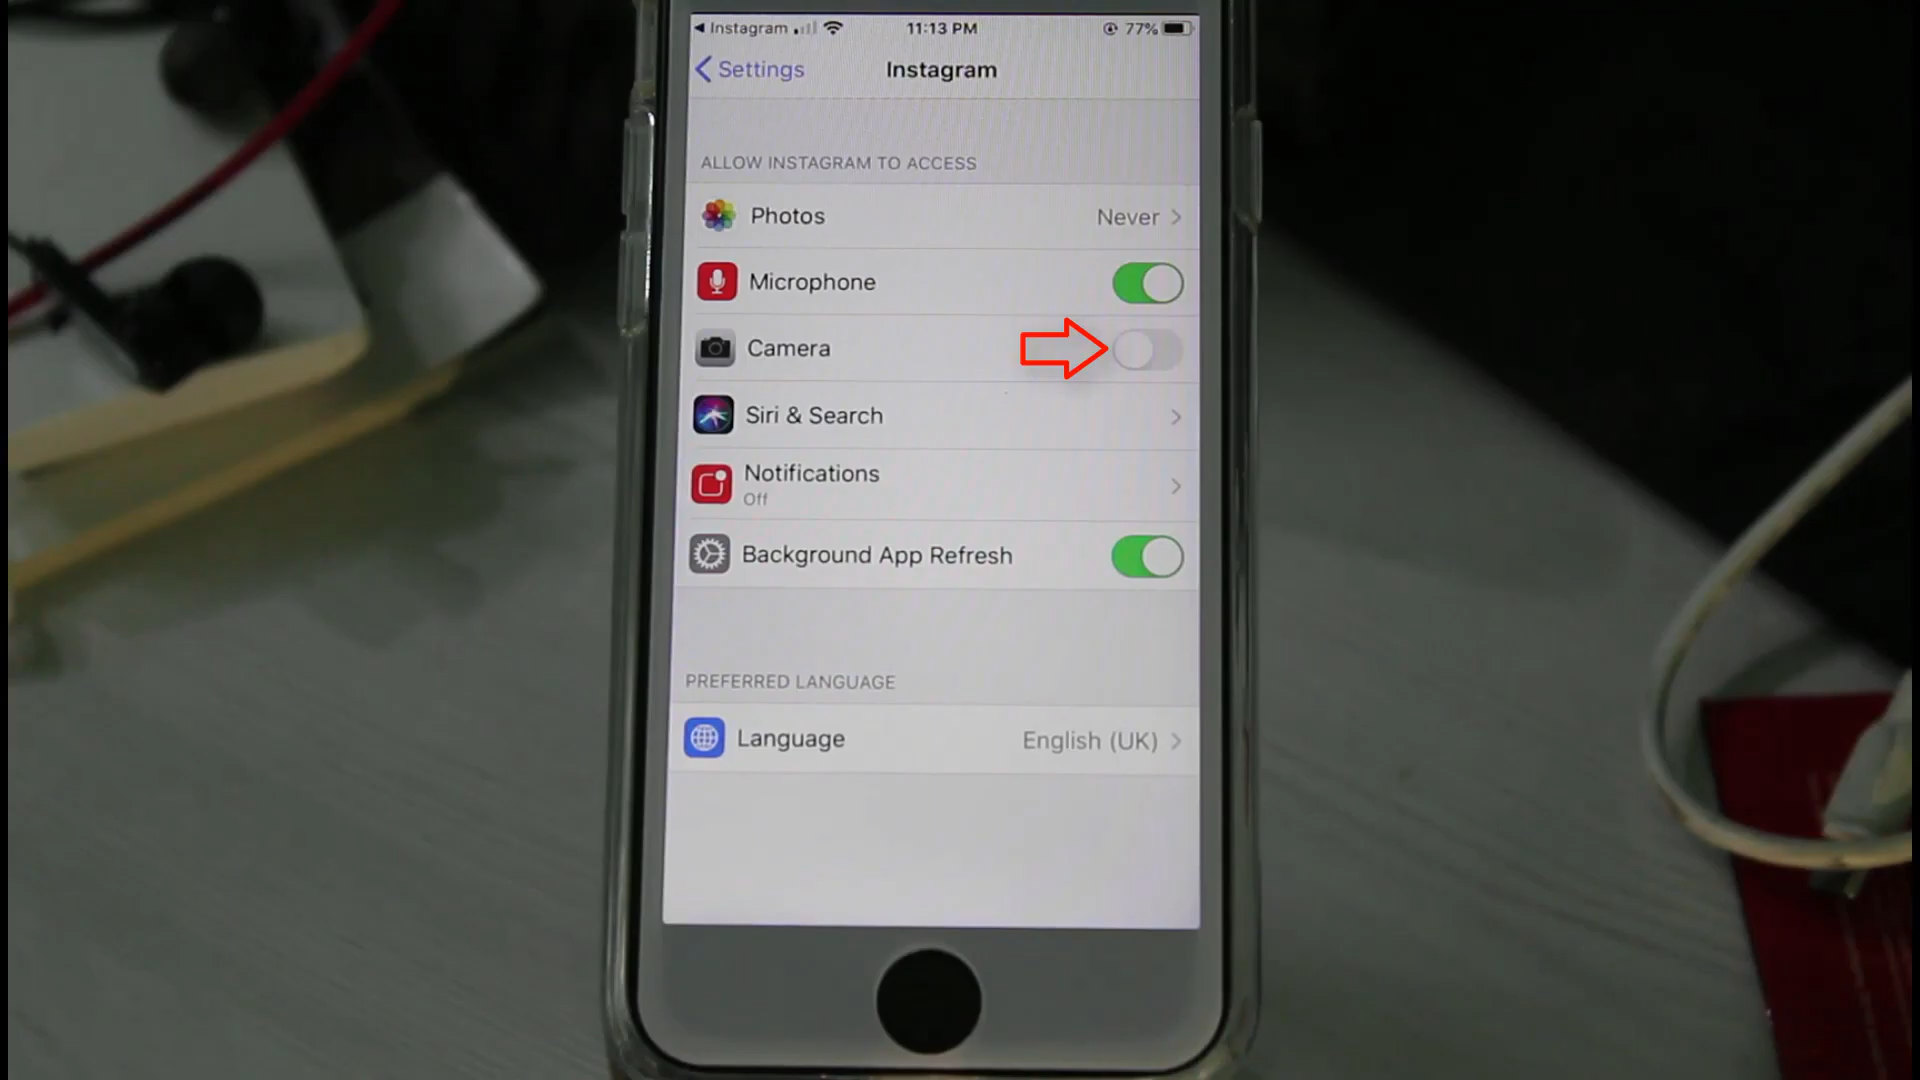 Instagram 11:13 PM 77%
Settings Instagram
ALLOW INSTAGRAM TO ACCESS
Photos Never
Microphone
Camera
Siri & Search
Notifications
Off
Background App Refresh
PREFERRED LANGUAGE
Language English (UK)